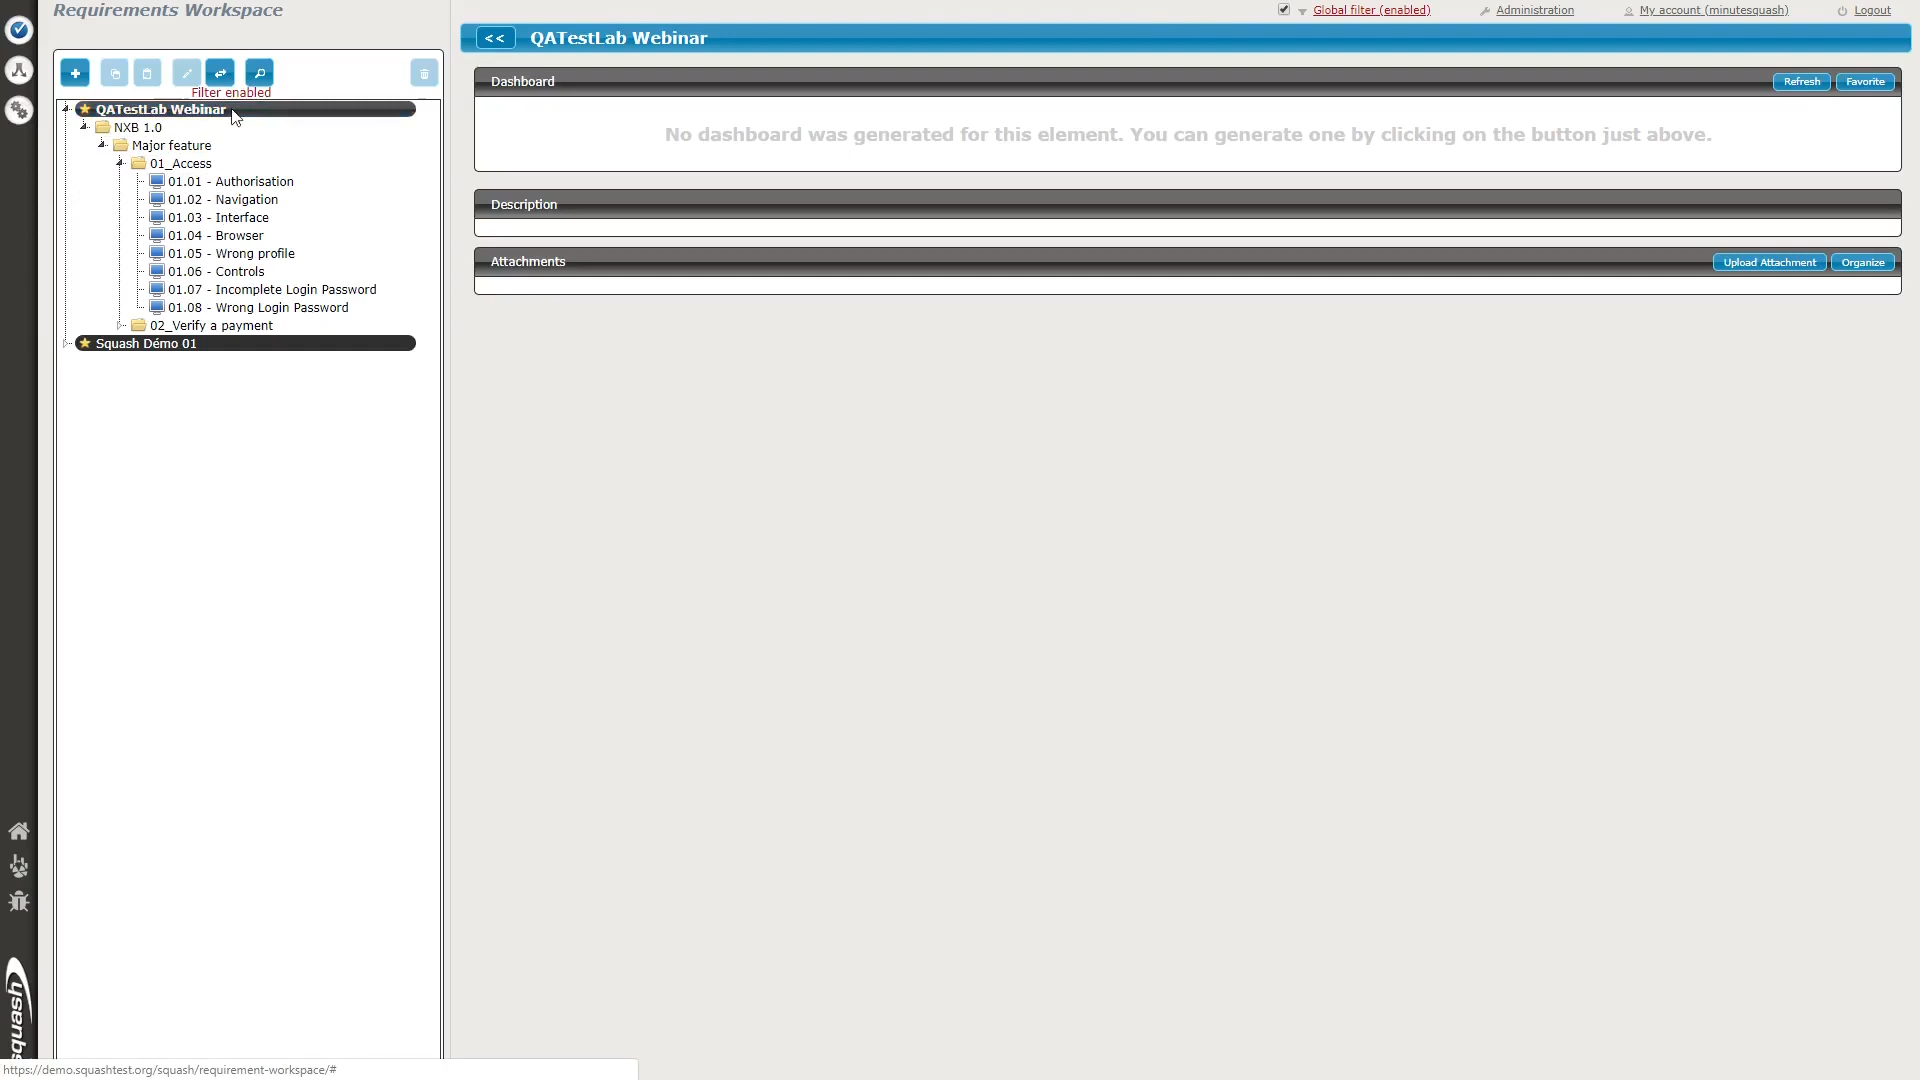 Requirements Workspace
Global filter (enabled)
Administration
My account (minutesquash)
Logout
<< QATestLab Webinar
Filter enabled
QATestLab Webinar
NXB 1.0
Major feature
01_Access
01.01 - Authorisation
01.02 - Navigation
01.03 - Interface
01.04 - Browser
01.05 - Wrong profile
01.06 - Controls
01.07 - Incomplete Login Password
01.08 - Wrong Login Password
02_Verify a payment
Squash Démo 01
Dashboard
Refresh
Favorite
No dashboard was generated for this element. You can generate one by clicking on the button just above.
Description
Attachments
Upload Attachment
Organize
squash
https://demo.squashtest.org/squash/requirement-workspace/#